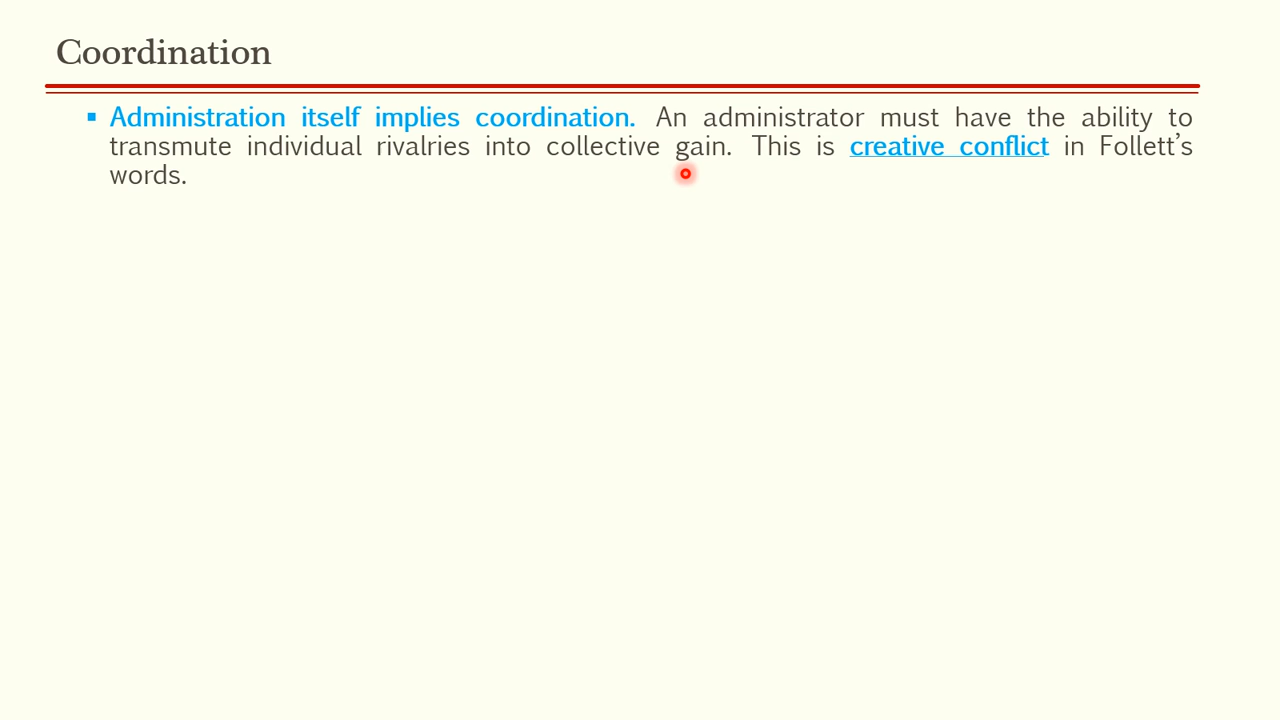 Coordination
Administration itself implies coordination. An administrator must have the ability to
transmute individual rivalries into collective gain. This is creative conflict in Follett’s
words.